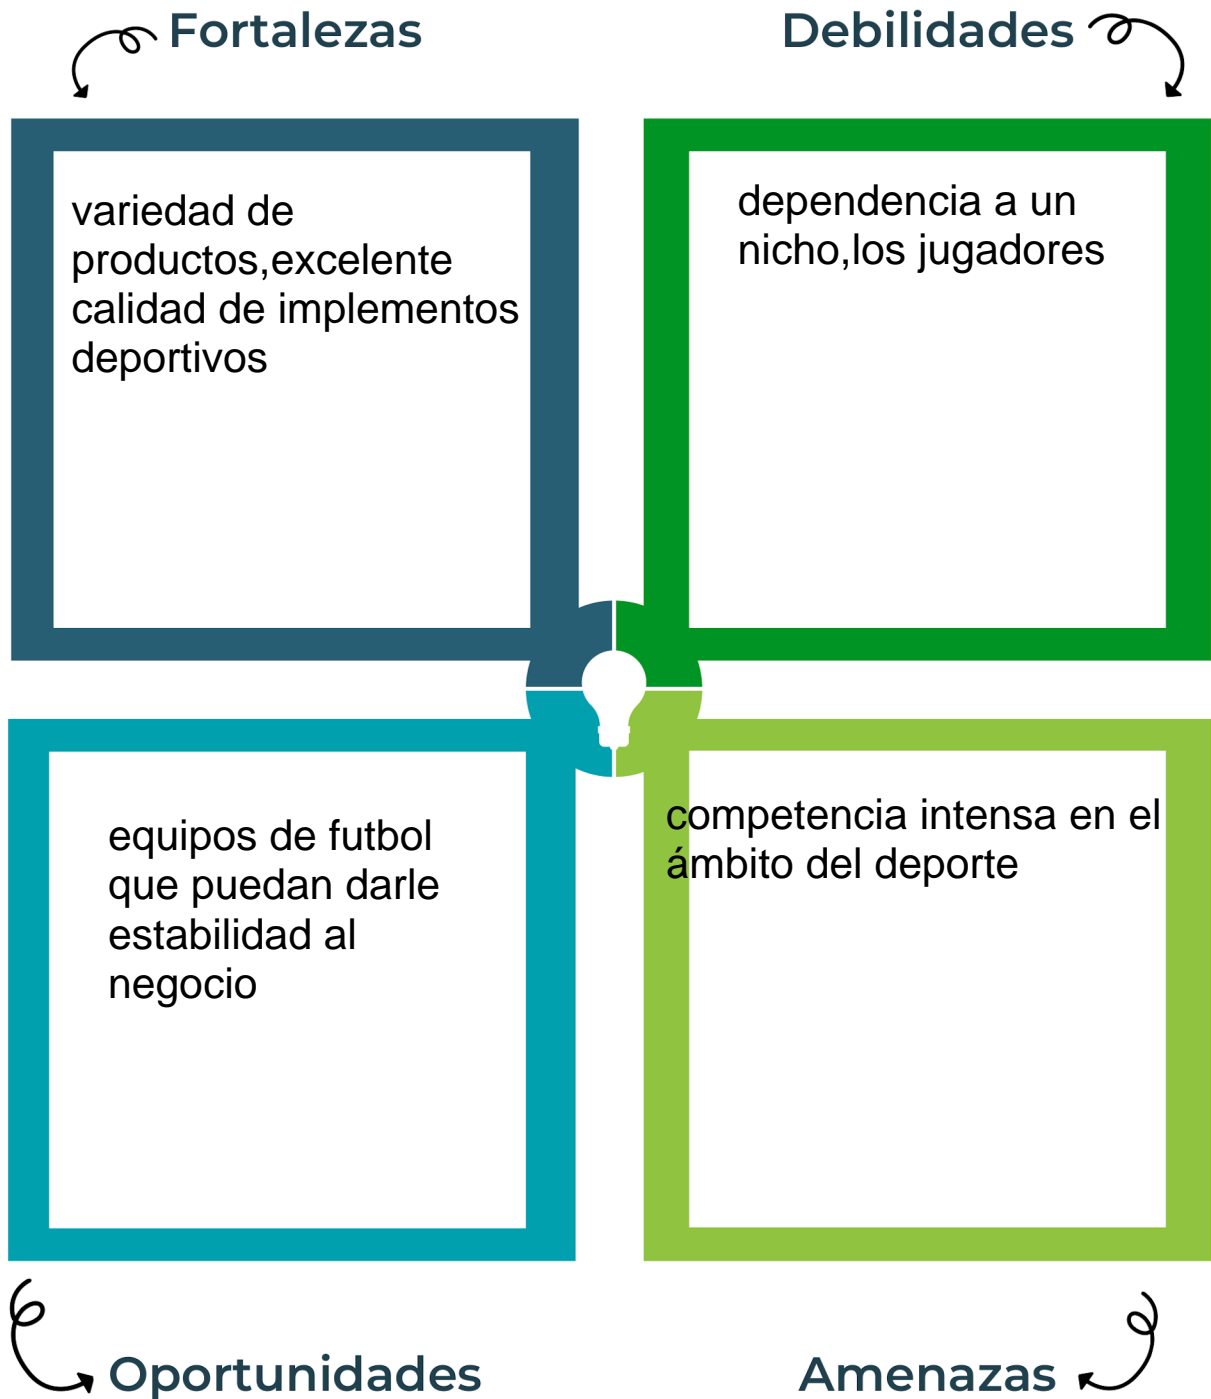 Fortalezas
variedad de
productos,excelente
calidad de implementos
deportivos
Debilidades
dependencia a un
nicho,los jugadores
equipos de futbol
que puedan darle
estabilidad al
negocio
Oportunidades
competencia intensa en el
ámbito del deporte
Amenazas